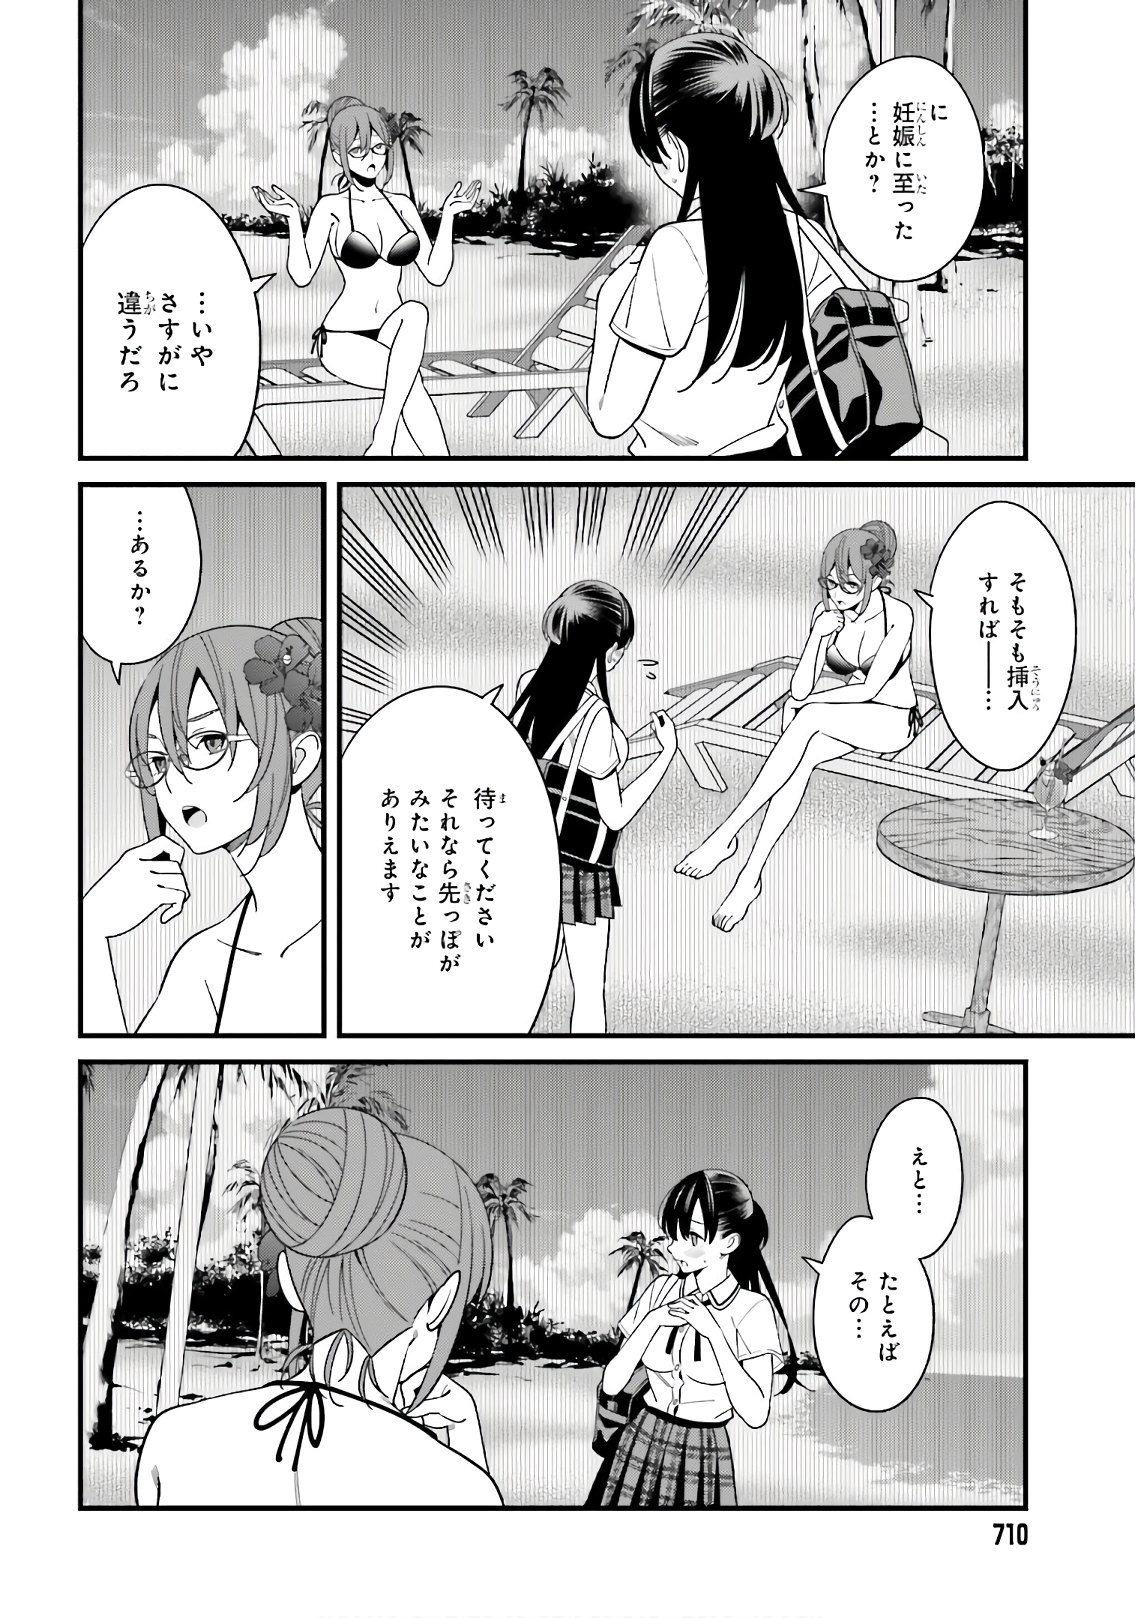 に
妊娠に至った
…とか？
…いや
さすがに
違うだろ
そもそも挿入
すれば――…
待ってください
それなら先っぽが
みたいなことが
ありえます
…あるか？
えと…
たとえば
その…
710